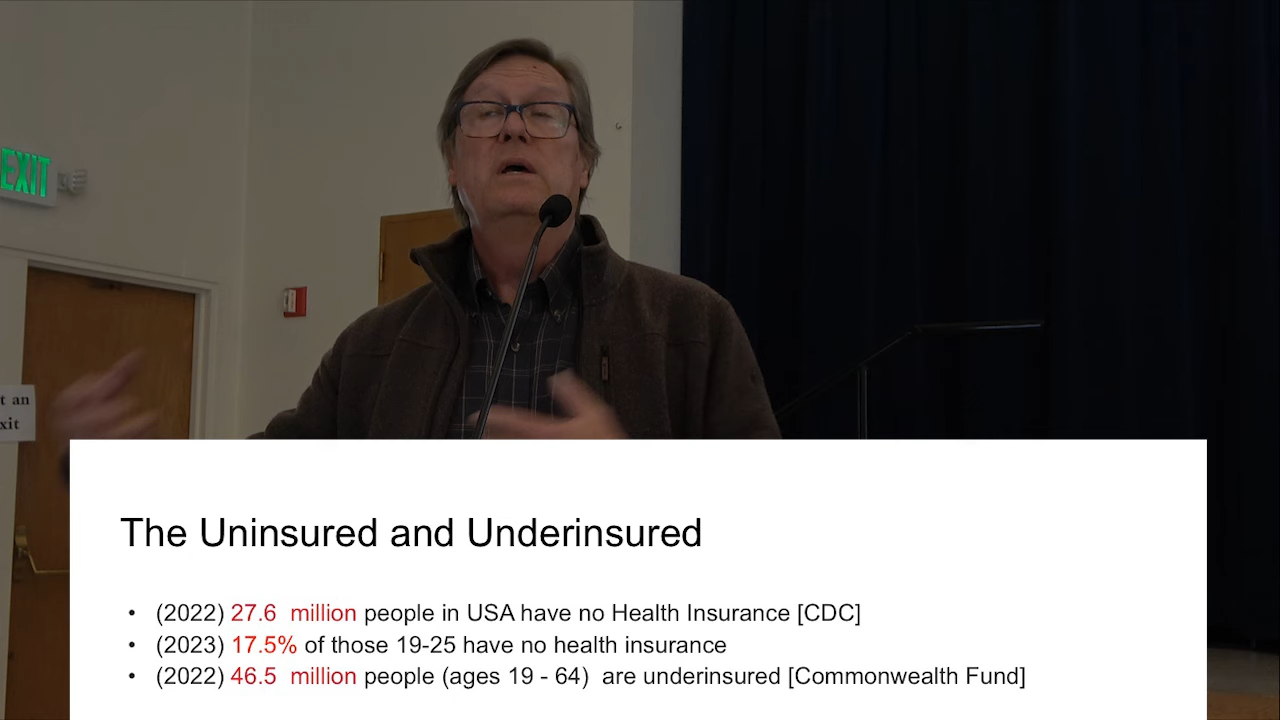 EXIT
t an
xit
The Uninsured and Underinsured
• (2022) 27.6 million people in USA have no Health Insurance [CDC]
• (2023) 17.5% of those 19-25 have no health insurance
• (2022) 46.5 million people (ages 19 - 64) are underinsured [Commonwealth Fund]